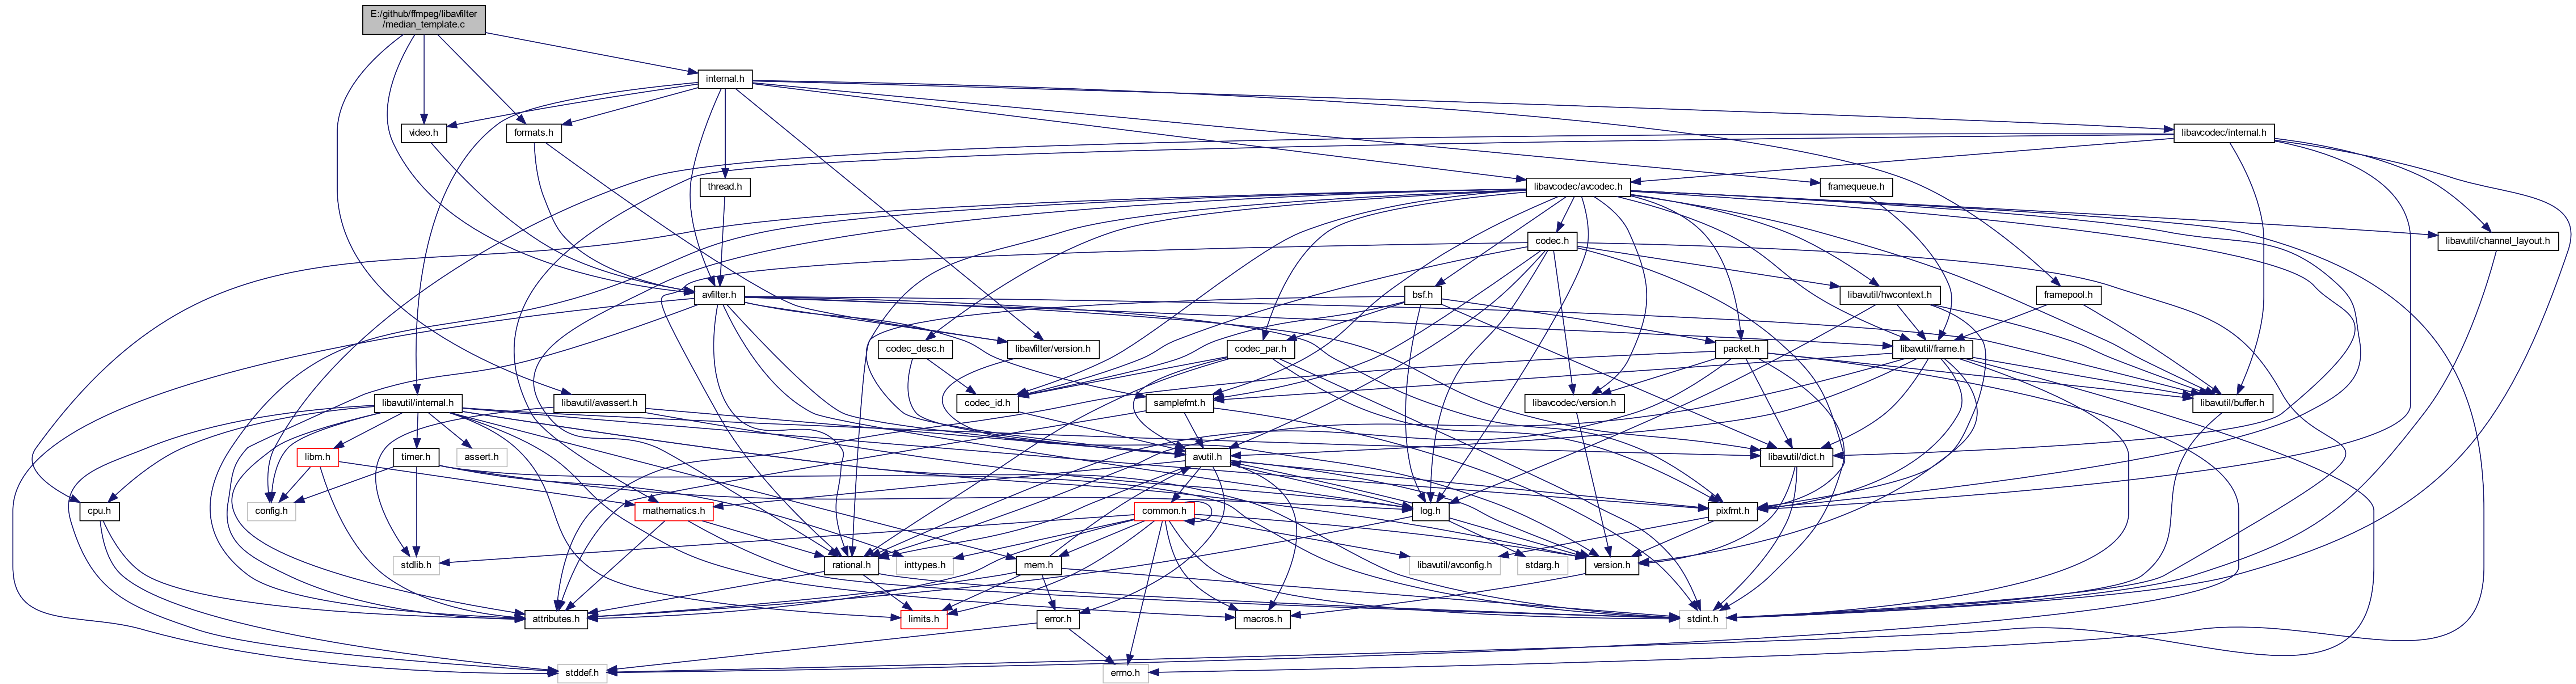 E:/github/ffmpeg/libavfilter
/median_template.c
internal.h
video.h
formats.h
libavcodec/internal.h
thread.h
libavcodec/avcodec.h
framequeue.h
codec.h
libavutil/channel_layout.h
avfilter.h
bsf.h
libavutil/hwcontext.h
framepool.h
codec_desc.h
libavfilter/version.h
codec_par.h
packet.h
libavutil/frame.h
libavutil/internal.h
libavutil/avassert.h
codec_id.h
samplefmt.h
libavcodec/version.h
libavutil/buffer.h
libm.h
timer.h
assert.h
avutil.h
libavutil/dict.h
cpu.h
config.h
mathematics.h
common.h
log.h
pixfmt.h
stdlib.h
rational.h
inttypes.h
mem.h
libavutil/avconfig.h
stdarg.h
version.h
attributes.h
limits.h
error.h
macros.h
stdint.h
stddef.h
errno.h